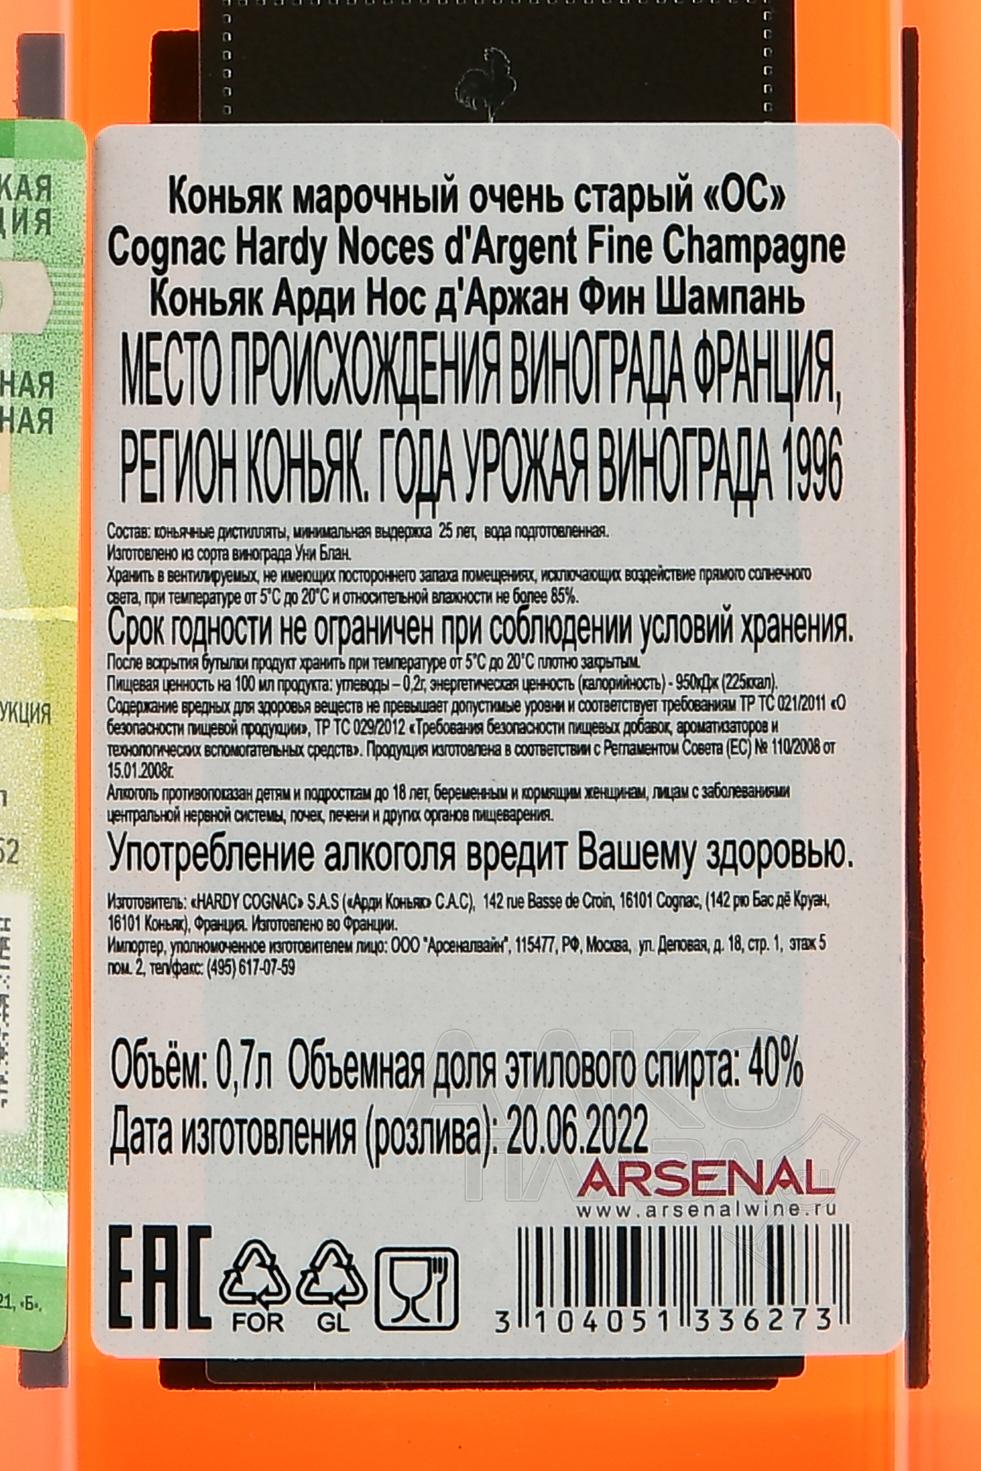 Коньяк марочный очень старый «ОС»
Cognac Hardy Noces d'Argent Fine Champagne
Коньяк Арди Нос д'Аржан Фин Шампань
МЕСТО ПРОИСХОЖДЕНИЯ ВИНОГРАДА ФРАНЦИЯ,
РЕГИОН КОНЬЯК. ГОДА УРОЖАЯ ВИНОГРАДА 1996
Состав: коньячные дистилляты, минимальная выдержка 25 лет, вода подготовленная.
Изготовлено из сорта винограда Уни Блан.
Хранить в вентилируемых, не имеющих постороннего запаха помещениях, исключающих воздействие прямого солнечного
света, при температуре от 5°С до 20°С и относительной влажности не более 85%.
Срок годности не ограничен при соблюдении условий хранения.
После вскрытия бутылки продукт хранить при температуре от 5°С до 20°С плотно закрытым.
Пищевая ценность на 100 мл продукта: углеводы – 0,2г, энергетическая ценность (калорийность) - 950кДж (225ккал).
Содержание вредных для здоровья веществ не превышает допустимые уровни и соответствует требованиям ТР ТС 021/2011 «О
безопасности пищевой продукции», ТР ТС 029/2012 «Требования безопасности пищевых добавок, ароматизаторов и
технологических вспомогательных средств». Продукция изготовлена в соответствии с Регламентом Совета (ЕС) № 110/2008 от
15.01.2008г.
Алкоголь противопоказан детям и подросткам до 18 лет, беременным и кормящим женщинам, лицам с заболеваниями
центральной нервной системы, почек, печени и других органов пищеварения.
Употребление алкоголя вредит Вашему здоровью.
Изготовитель: «HARDY COGNAC» S.A.S («Арди Коньяк» С.А.С), 142 rue Basse de Croin, 16101 Cognac, (142 рю Бас дё Круан,
16101 Коньяк), Франция. Изготовлено во Франции.
Импортер, уполномоченное изготовителем лицо: ООО "Арсеналвайн", 115477, РФ, Москва, ул. Деловая, д. 18, стр. 1, этаж 5
пом. 2, тел/факс: (495) 617-07-59
Объём: 0,7л Объемная доля этилового спирта: 40%
Дата изготовления (розлива): 20.06.2022
ARSENAL
www.arsenalwine.ru
EAC
FOR GL
3 104051 336273
КАЯ
ЦИЯ
НАЯ
НАЯ
УКЦИЯ
л
52
21, «Б».